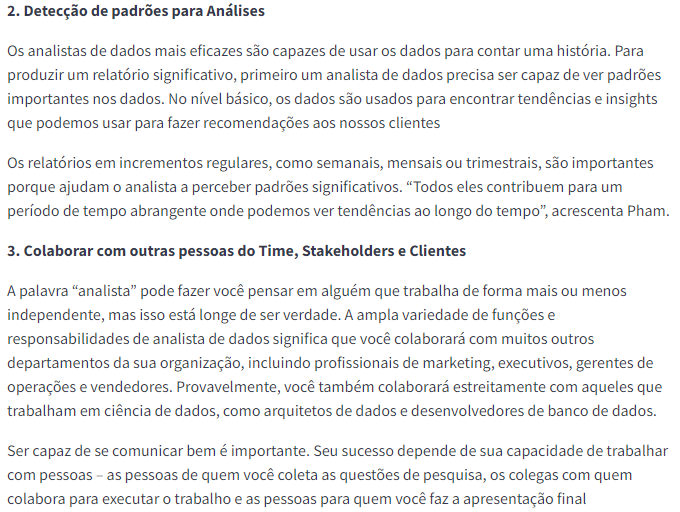 2. Detecção de padrões para Análises
Os analistas de dados mais eficazes são capazes de usar os dados para contar uma história. Para
produzir um relatório significativo, primeiro um analista de dados precisa ser capaz de ver padrões
importantes nos dados. No nível básico, os dados são usados para encontrar tendências e insights
que podemos usar para fazer recomendações aos nossos clientes
Os relatórios em incrementos regulares, como semanais, mensais ou trimestrais, são importantes
porque ajudam o analista a perceber padrões significativos. “Todos eles contribuem para um
período de tempo abrangente onde podemos ver tendências ao longo do tempo”, acrescenta Pham.
3. Colaborar com outras pessoas do Time, Stakeholders e Clientes
A palavra “analista” pode fazer você pensar em alguém que trabalha de forma mais ou menos
independente, mas isso está longe de ser verdade. A ampla variedade de funções e
responsabilidades de analista de dados significa que você colaborará com muitos outros
departamentos da sua organização, incluindo profissionais de marketing, executivos, gerentes de
operações e vendedores. Provavelmente, você também colaborará estreitamente com aqueles que
trabalham em ciência de dados, como arquitetos de dados e desenvolvedores de banco de dados.
Ser capaz de se comunicar bem é importante. Seu sucesso depende de sua capacidade de trabalhar
com pessoas – as pessoas de quem você coleta as questões de pesquisa, os colegas com quem
colabora para executar o trabalho e as pessoas para quem você faz a apresentação final